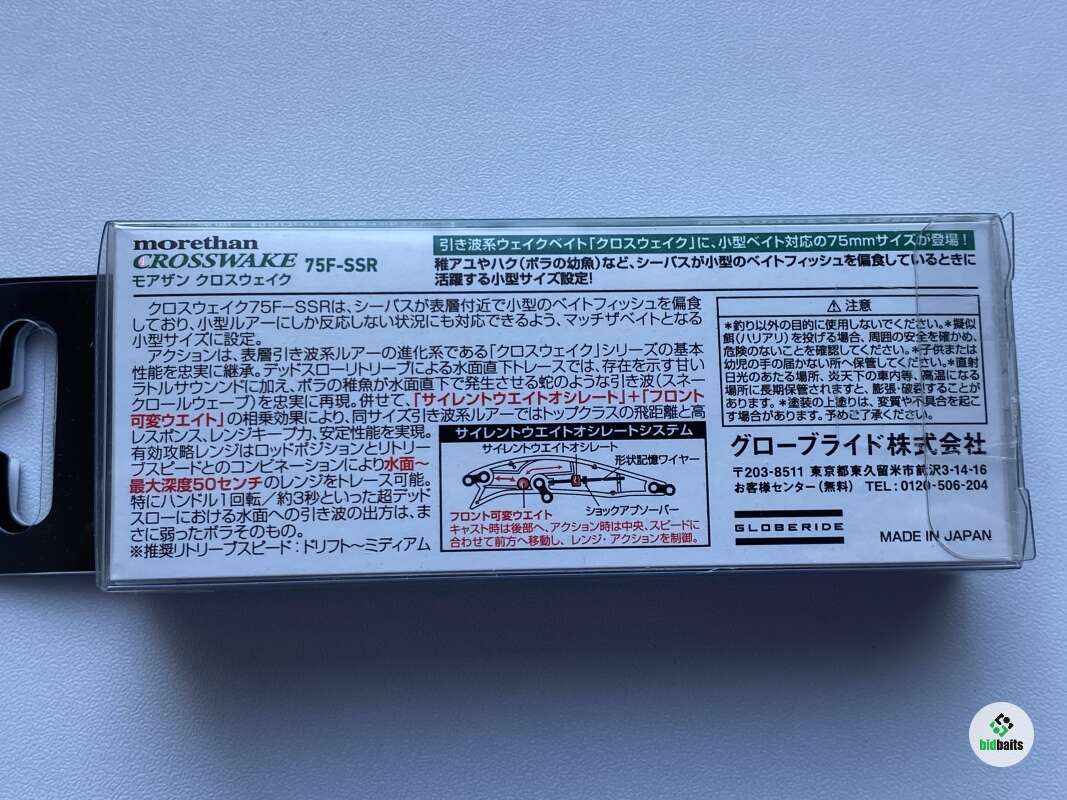 morethan
CROSSWAKE 75F-SSR
モアザン クロスウェイク
引き波系ウェイクベイト「クロスウェイク」に、小型ベイト対応の75mmサイズが登場！
稚アユやハク(ボラの幼魚)など、シーバスが小型のベイトフィッシュを偏食しているときに
活躍する小型サイズ設定!
クロスウェイク75F-SSRは、シーバスが表層付近で小型のベイトフィッシュを偏食
しており、小型ルアーにしか反応しない状況にも対応できるよう、マッチザベイトとなる
小型サイズに設定。
アクションは、表層引き波系ルアーの進化系である「クロスウェイク」シリーズの基本
性能を忠実に継承。デッドスローリトリーブによる水面直下トレースでは、存在を示す甘い
ラトルサウンンドに加え、ボラの稚魚が水面直下で発生させる蛇のような引波(スネー
クロールウェーブ)を忠実に再現。併せて、「サイレントウエイトオシレート」+「フロント
可変ウエイト」の相乗効果により、同サイズ引き波系ルアーではトップクラスの飛距離と高
レスポンス、レンジキープ力、安定性能を実現。
有効攻略レンジはロッドポジションとリトリー
ブスピードとのコンビネーションにより水面〜
最大深度50センチのレンジをトレース可能。
特にハンドル1回転／約3秒といった超デッド
スローにおける水面への引き波の出方は、ま
さに弱ったボラそのもの。
※推奨リトリーブスピード：ドリフト〜ミディアム
サイレントウエイトオシレートシステム
サイレントウエイトオシレート
形状記憶ワイヤー
ショックアブソーバー
フロント可変ウエイト
キャスト時は後部へ、アクション時は中央、スピードに
合わせて前方へ移動し、レンジ・アクションを制御。
⚠ 注意
＊釣り以外の目的に使用しないでください。＊擬似
餌(ハリアリ)を投げる場合、周囲の安全を確かめ、
危険のないことを確認してください。＊子供または
幼児の手の届かない所へ保管してください。＊直射
日光のあたる場所、炎天下の車内等、高温になる
場所に長期保管されますと、膨張・破裂することが
あります。＊塗装の上塗りは、変質や不具合を起こ
す場合があります。予めご了承ください。
グローブライド株式会社
〒203-8511 東京都東久留米市前沢3-14-16
お客様センター(無料) TEL:0120-506-204
GLOBERIDE
MADE IN JAPAN
bidbaits